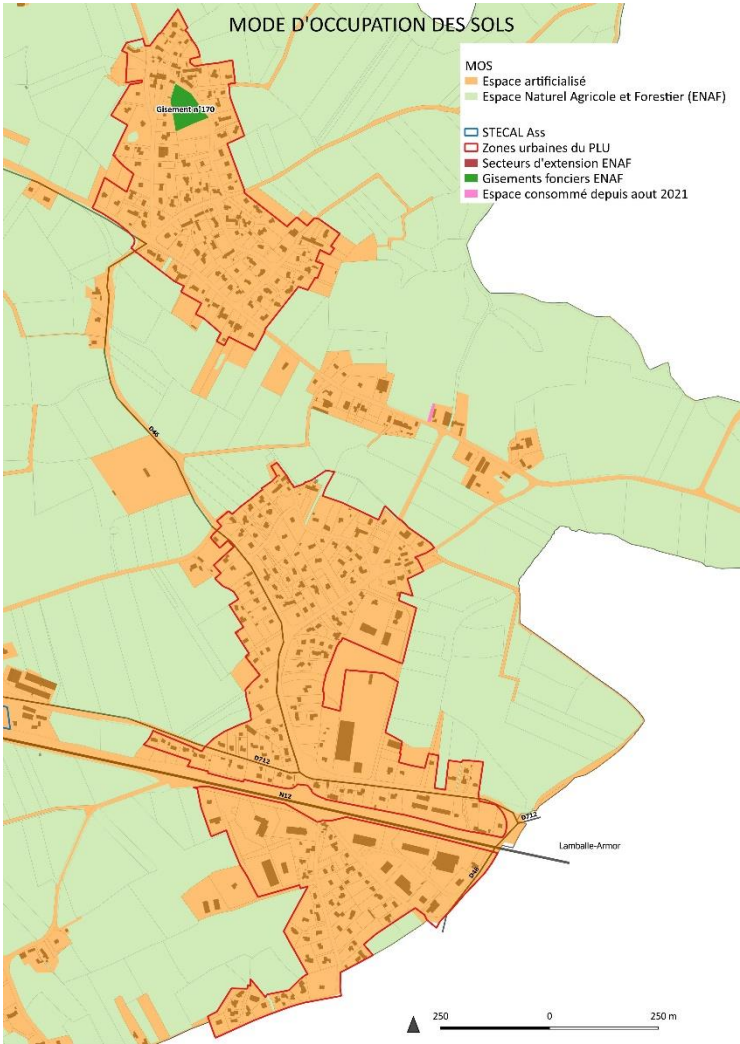 MODE D'OCCUPATION DES SOLS
MOS
Espace artificialisé
Espace Naturel Agricole et Forestier (ENAF)
STECAL Ass
Zones urbaines du PLU
Secteurs d'extension ENAF
Gisements fonciers ENAF
Espace consommé depuis aout 2021
Gisement n°170
D46
D712
N12
D712
Lamballe-Armor
D46
250
0
250 m